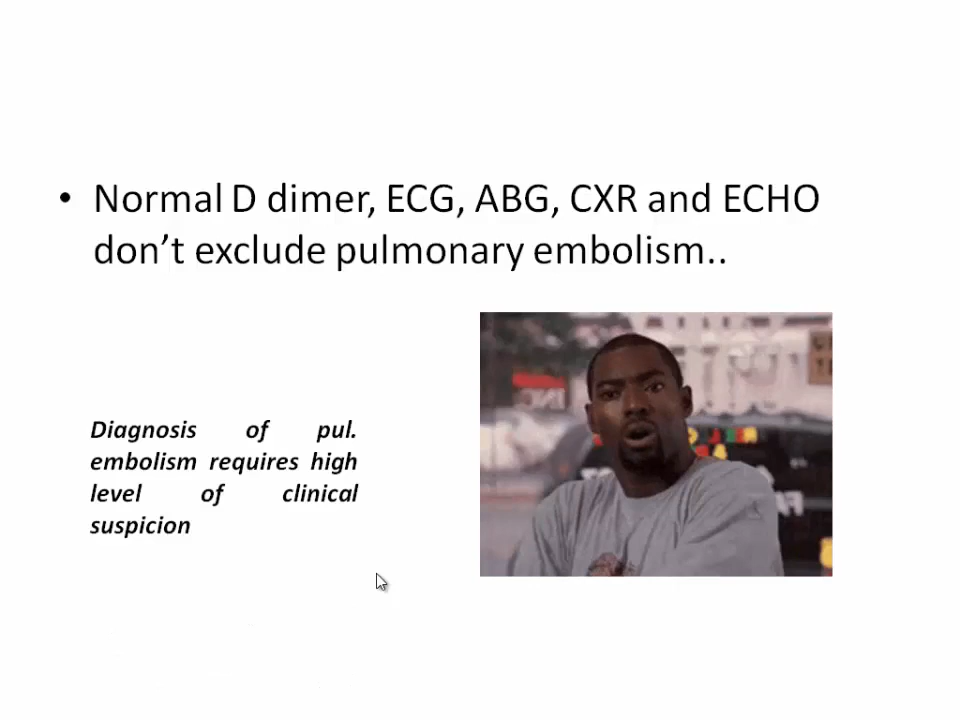 • Normal D dimer, ECG, ABG, CXR and ECHO
don’t exclude pulmonary embolism..
Diagnosis of pul.
embolism requires high
level of clinical
suspicion